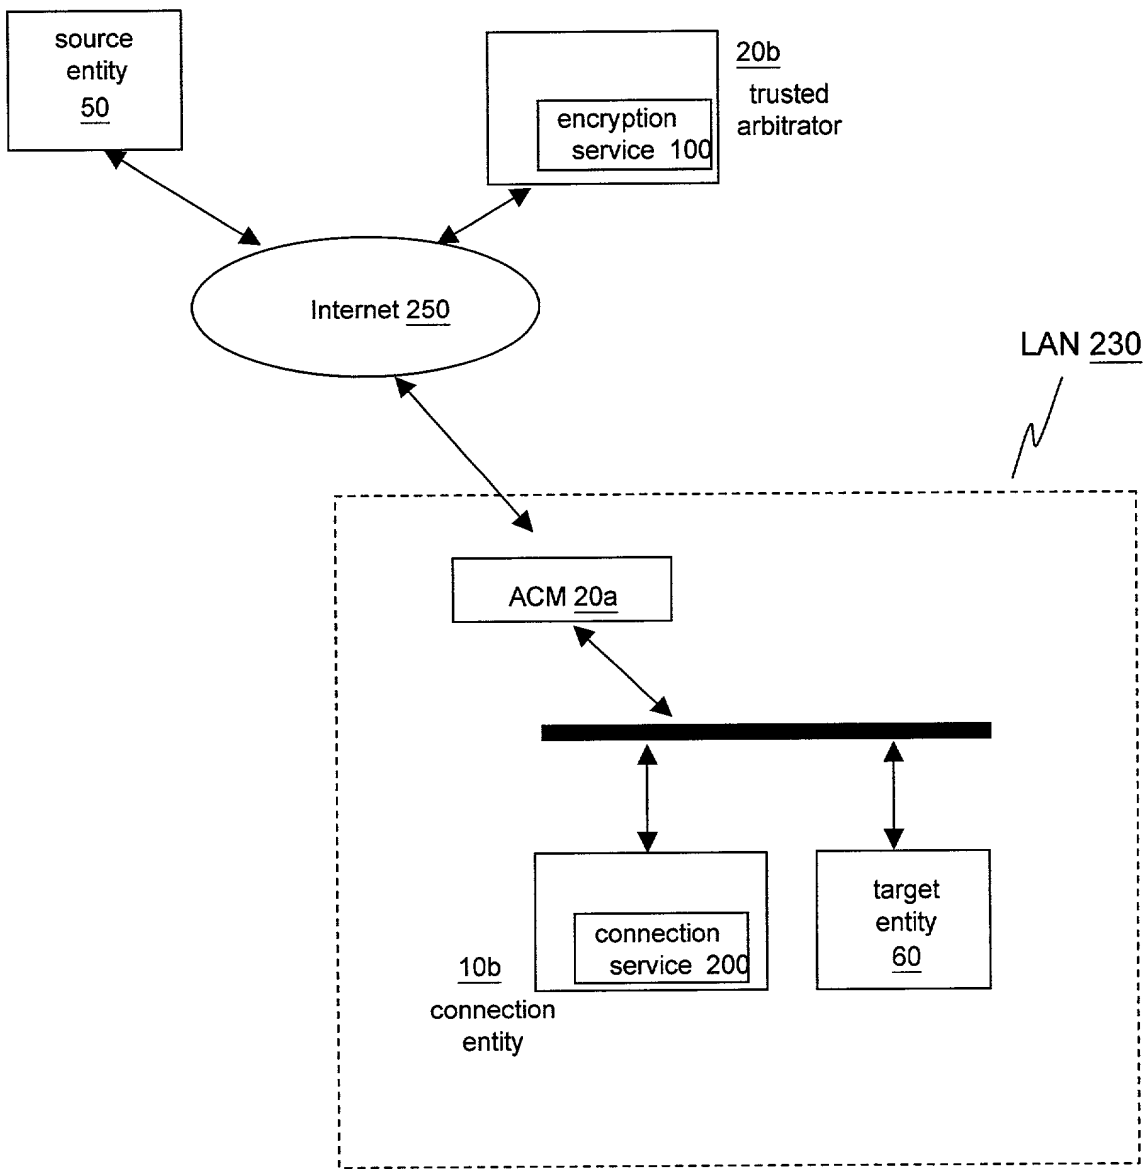 source
entity
50
20b
trusted
arbitrator
encryption
service 100
Internet 250
LAN 230
ACM 20a
connection
service 200
10b
connection
entity
target
entity
60